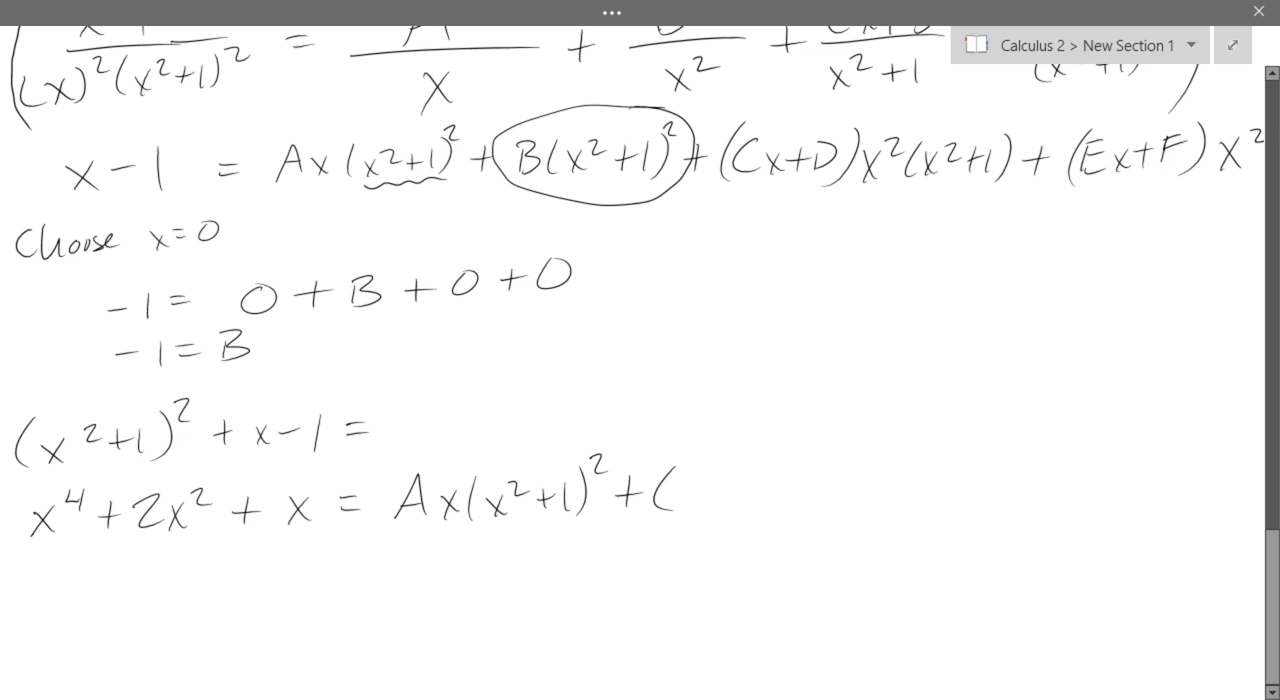 Calculus 2 > New Section 1
(x)²(x²+1)² = x + x² + x²+1
x-1 = Ax(x²+1)² + B(x²+1)² + (Cx+D)x²(x²+1) + (Ex+F)x²
Choose x=0
-1 = 0 + B + 0 + 0
-1 = B
(x²+1)² + x-1 =
x⁴ + 2x² + x = Ax(x²+1)² + (